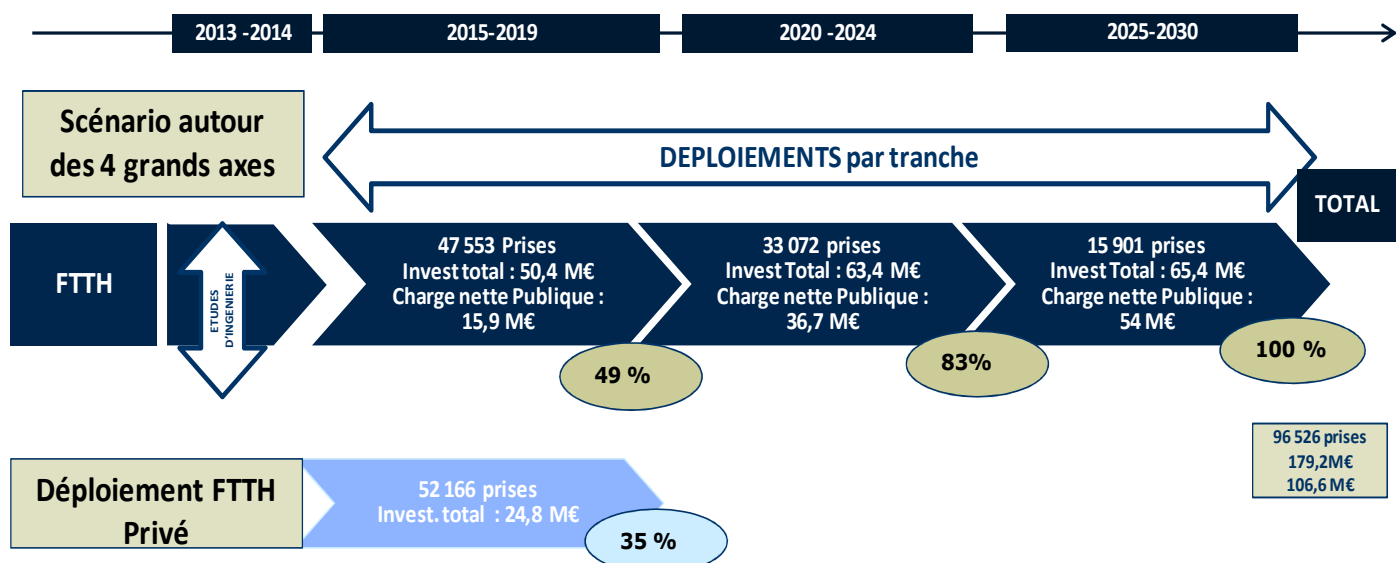 2013 -2014
2015-2019
2020 -2024
2025-2030
Scénario autour
des 4 grands axes
DEPLOIEMENTS par tranche
TOTAL
FTTH
ETUDES
D'INGENIERIE
47 553 Prises
Invest total : 50,4 M€
Charge nette Publique :
15,9 M€
33 072 prises
Invest Total : 63,4 M€
Charge nette Publique :
36,7 M€
15 901 prises
Invest Total : 65,4 M€
Charge nette Publique :
54 M€
49 %
83%
100 %
96 526 prises
179,2M€
106,6 M€
Déploiement FTTH
Privé
52 166 prises
Invest. total : 24,8 M€
35 %